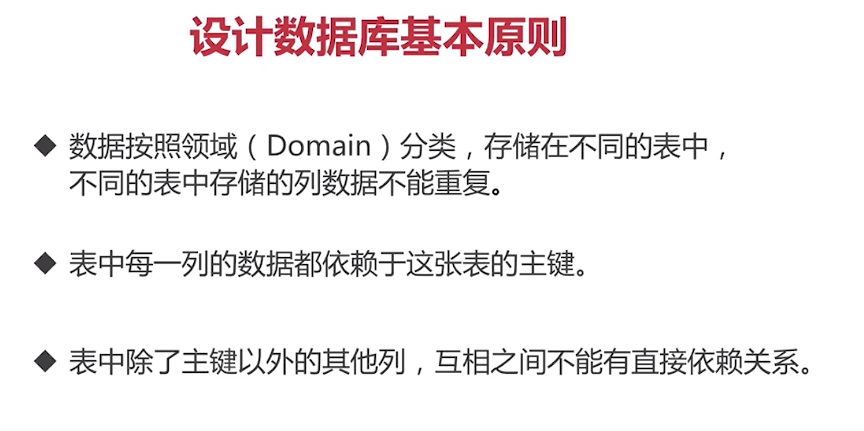 设计数据库基本原则
◆ 数据按照领域（Domain）分类，存储在不同的表中，
不同的表中存储的列数据不能重复。
◆ 表中每一列的数据都依赖于这张表的主键。
◆ 表中除了主键以外的其他列，互相之间不能有直接依赖关系。